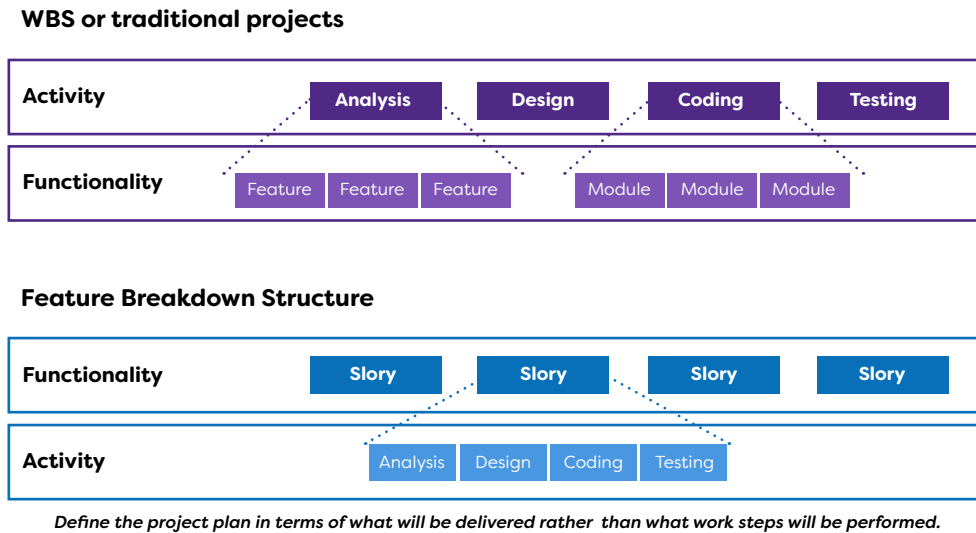 WBS or traditional projects
Activity Analysis Design Coding Testing
Functionality Feature Feature Feature Module Module Module
Feature Breakdown Structure
Functionality Slory Slory Slory Slory
Activity Analysis Design Coding Testing
Define the project plan in terms of what will be delivered rather than what work steps will be performed.